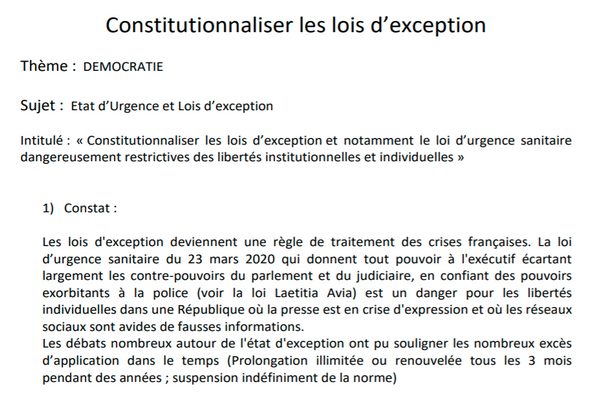 Constitutionnaliser les lois d'exception
Thème : DEMOCRATIE
Sujet : Etat d'Urgence et Lois d'exception
Intitulé : « Constitutionnaliser les lois d'exception et notamment le loi d'urgence sanitaire
dangereusement restrictives des libertés institutionnelles et individuelles »
1) Constat :
Les lois d'exception deviennent une règle de traitement des crises françaises. La loi
d'urgence sanitaire du 23 mars 2020 qui donnent tout pouvoir à l'exécutif écartant
largement les contre-pouvoirs du parlement et du judiciaire, en confiant des pouvoirs
exorbitants à la police (voir la loi Laetitia Avia) est un danger pour les libertés
individuelles dans une République où la presse est en crise d'expression et où les réseaux
sociaux sont avides de fausses informations.
Les débats nombreux autour de l'état d'exception ont pu souligner les nombreux excès
d'application dans le temps (Prolongation illimitée ou renouvelée tous les 3 mois
pendant des années ; suspension indéfiniment de la norme)